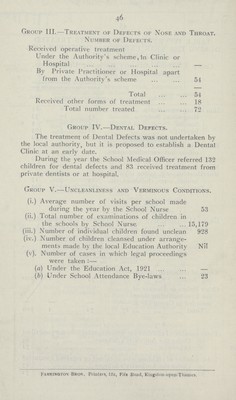 46
GROUP III.—TREATMENT OF DEFECTS OF NOSE AND THROAT.
NUMBER OF DEFECTS.
Received operative treatment
Under the Authority's scheme, in Clinic or
Hospital ... ... ... ... ... —
By Private Practitioner or Hospital apart
from the Authority's scheme ... ... 54
Total ... ... 54
Received other forms of treatment ... ... 18
Total number treated ... ... 72
GROUP IV.—DENTAL DEFECTS.
The treatment of Dental Defects was not undertaken by
the local authority, but it is proposed to establish a Dental
Clinic at an early date.
During the year the School Medical Officer referred 132
children for dental defects and 83 received treatment from
private dentists or at hospital.
GROUP V.—UNCLEANLINESS AND VERMINOUS CONDITIONS.
(i.) Average number of visits per school made
during the year by the School Nurse 53
(ii.) Total number of examinations of children in
the schools by School Nurse ... ... 15,179
(iii.) Number of individual children found unclean 928
(iv.) Number of children cleansed under arrange-
ments made by the local Education Authority Nil
(v). Number of cases in which legal proceedings
were taken :—
(a) Under the Education Act, 1921 ... ... —
(b) Under School Attendance Bye-laws ... 23
Printers, Fife Road, Kingston-upon-Thames